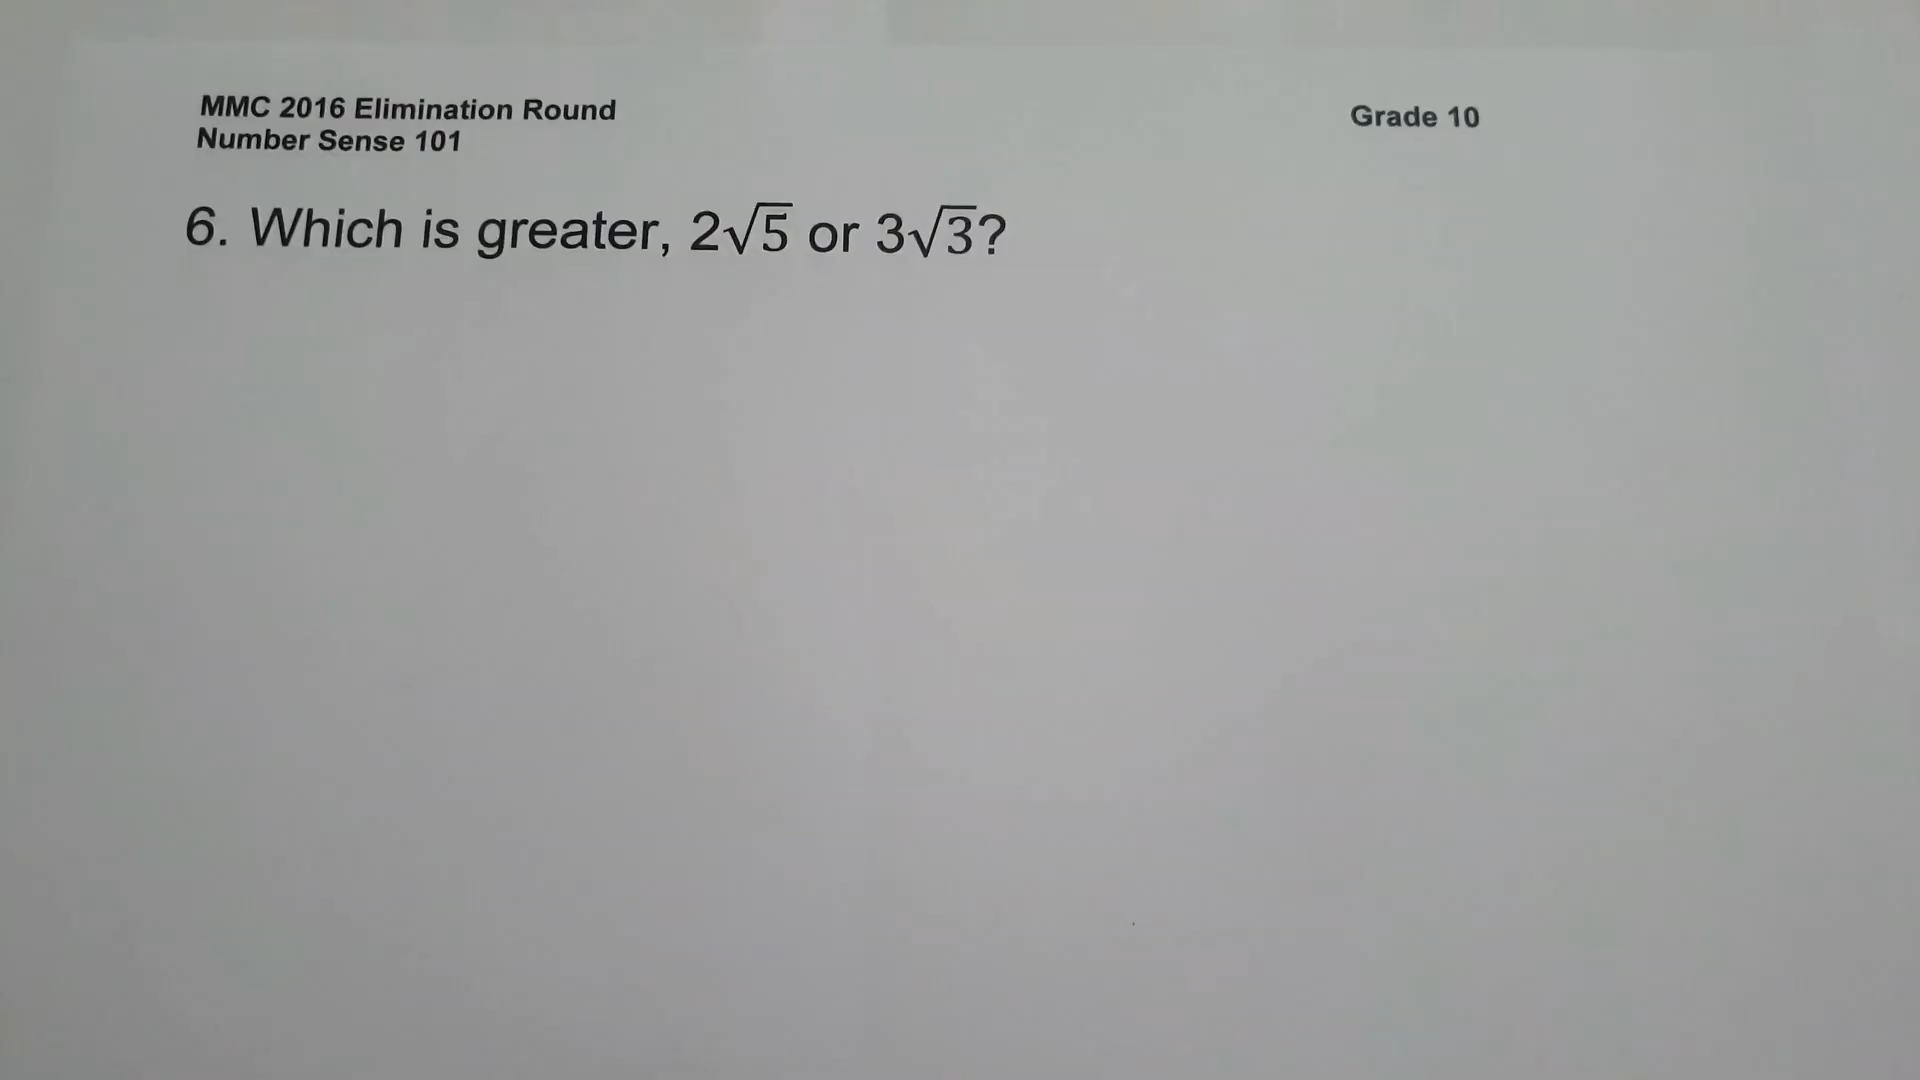 MMC 2016 Elimination Round
Grade 10
Number Sense 101
6. Which is greater, 2√5 or 3√3?